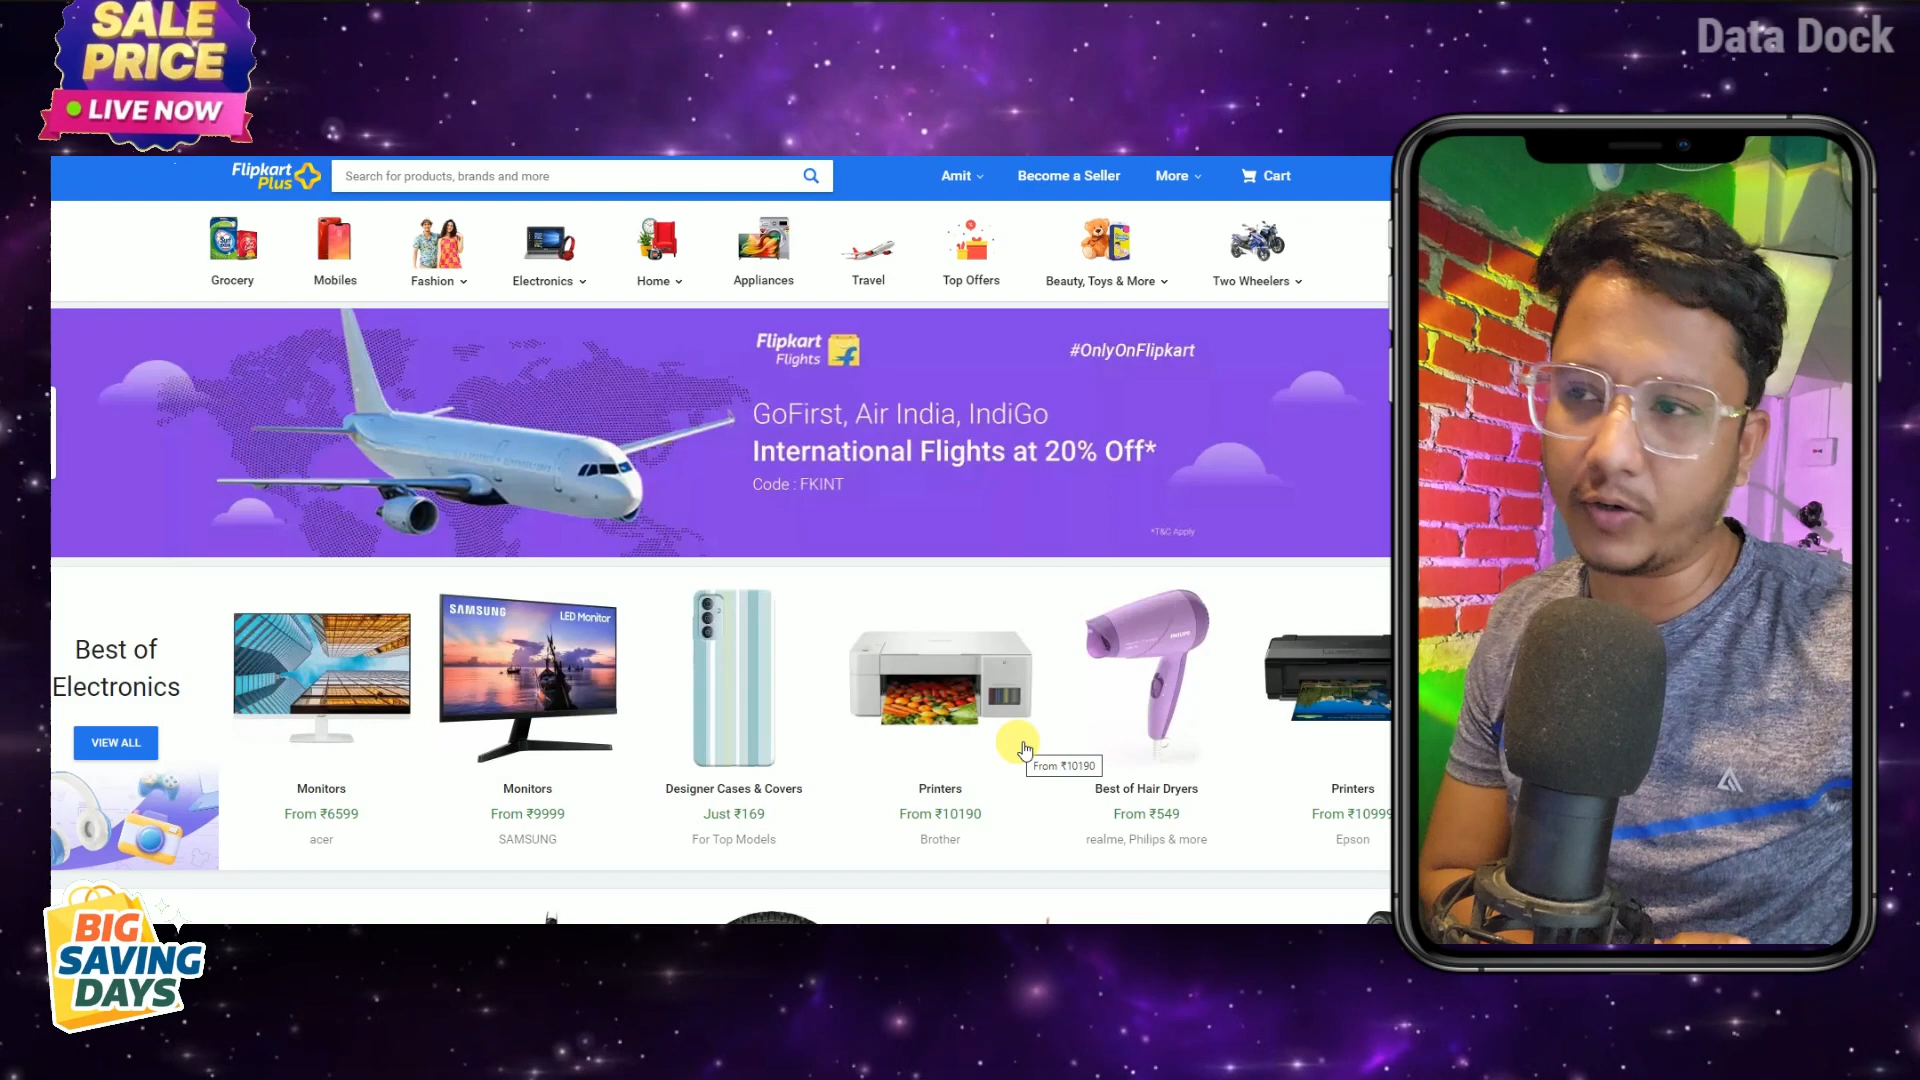 SALE
PRICE
LIVE NOW
Data Dock
Flipkart
Plus
Search for products, brands and more
Amit
Become a Seller
More
Cart
Grocery
Mobiles
Fashion
Electronics
Home
Appliances
Travel
Top Offers
Beauty, Toys & More
Two Wheelers
Flipkart
Flights
#OnlyOnFlipkart
GoFirst, Air India, IndiGo
International Flights at 20% Off*
Code : FKINT
*T&C Apply
Best of
Electronics
VIEW ALL
SAMSUNG
LED Monitor
PHILIPS
From ₹10190
Monitors
From ₹6599
acer
Monitors
From ₹9999
SAMSUNG
Designer Cases & Covers
Just ₹169
For Top Models
Printers
From ₹10190
Brother
Best of Hair Dryers
From ₹549
realme, Philips & more
Printers
From ₹10999
Epson
BIG
SAVING
DAYS